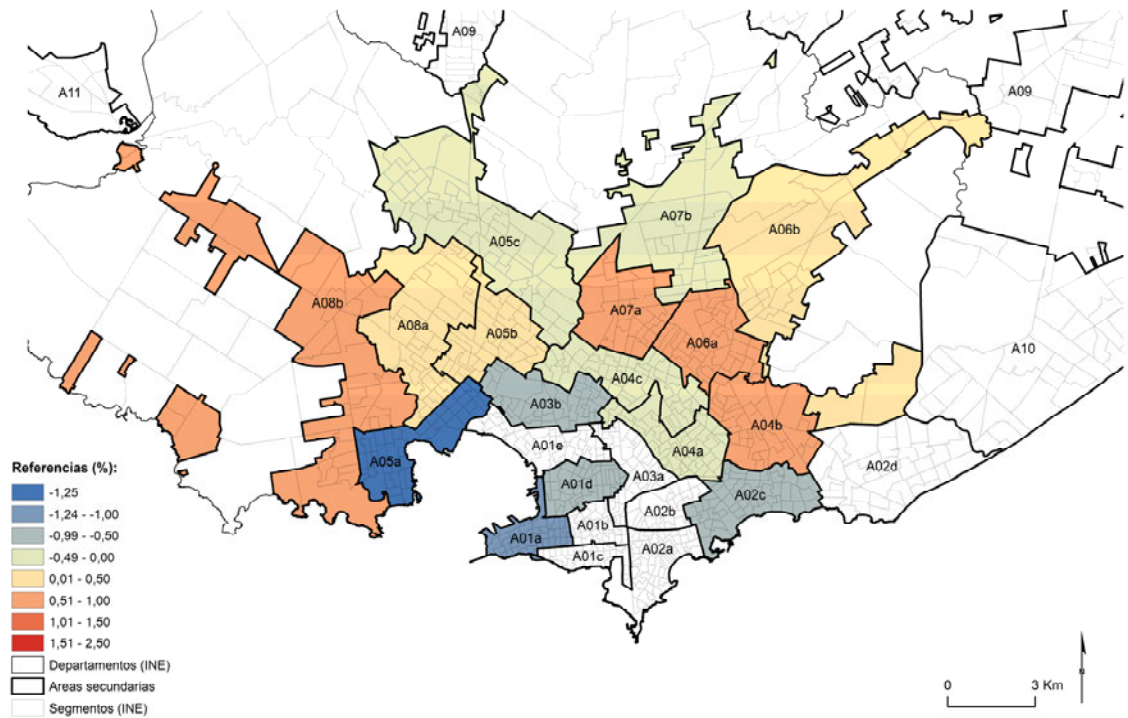 A09
A11
A09
A07b
A05c
A06b
A08b
A07a
A08a
A05b
A06a
A10
A04c
A03b
A04b
A01e
A04a
A05a
A02d
A03a
A01d
A02c
A02b
A01b
A01a
A02a
A01c
Referencias (%):
-1,25
-1,24 - -1,00
-0,99 - -0,50
-0,49 - 0,00
0,01 - 0,50
0,51 - 1,00
1,01 - 1,50
1,51 - 2,50
Departamentos (INE)
Areas secundarias
Segmentos (INE)
0 3 Km